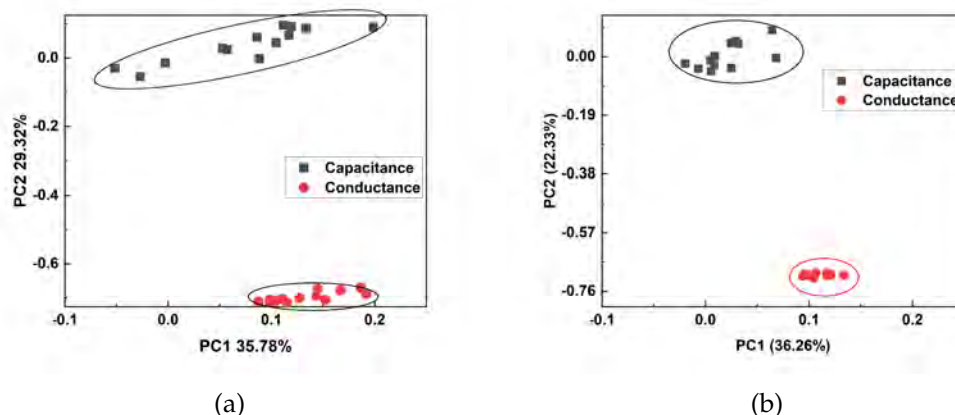 0.0
-0.2
-0.4
-0.6
-0.1
0.0
0.1
0.2
PC2 29.32%
PC1 35.78%
Capacitance
Conductance
(a)
0.00
-0.19
-0.38
-0.57
-0.76
-0.1
0.0
0.1
0.2
PC2 (22.33%)
PC1 (36.26%)
Capacitance
Conductance
(b)